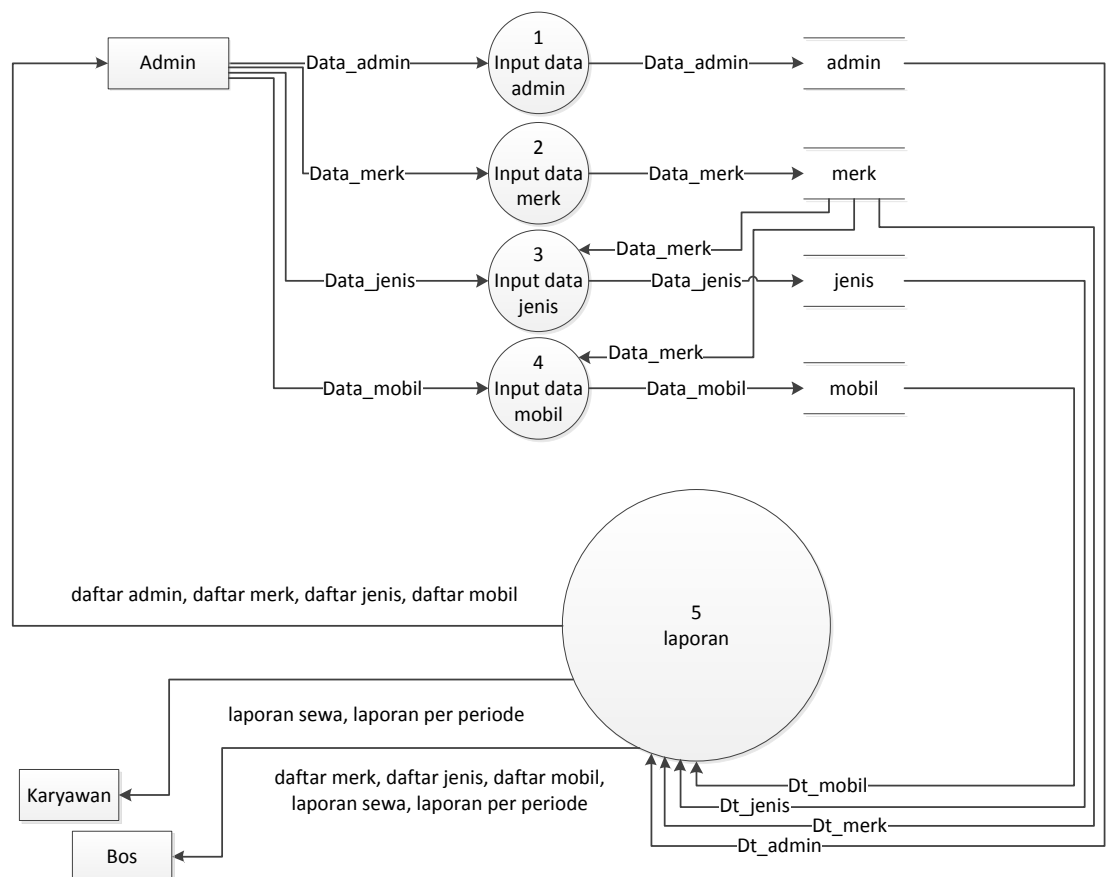 Admin
Data_admin
1
Input data
admin
Data_admin
admin
Data_merk
2
Input data
merk
Data_merk
merk
Data_merk
Data_jenis
3
Input data
jenis
Data_jenis
jenis
Data_merk
Data_mobil
4
Input data
mobil
Data_mobil
mobil
daftar admin, daftar merk, daftar jenis, daftar mobil
5
laporan
laporan sewa, laporan per periode
daftar merk, daftar jenis, daftar mobil,
laporan sewa, laporan per periode
Karyawan
Bos
Dt_mobil
Dt_jenis
Dt_merk
Dt_admin